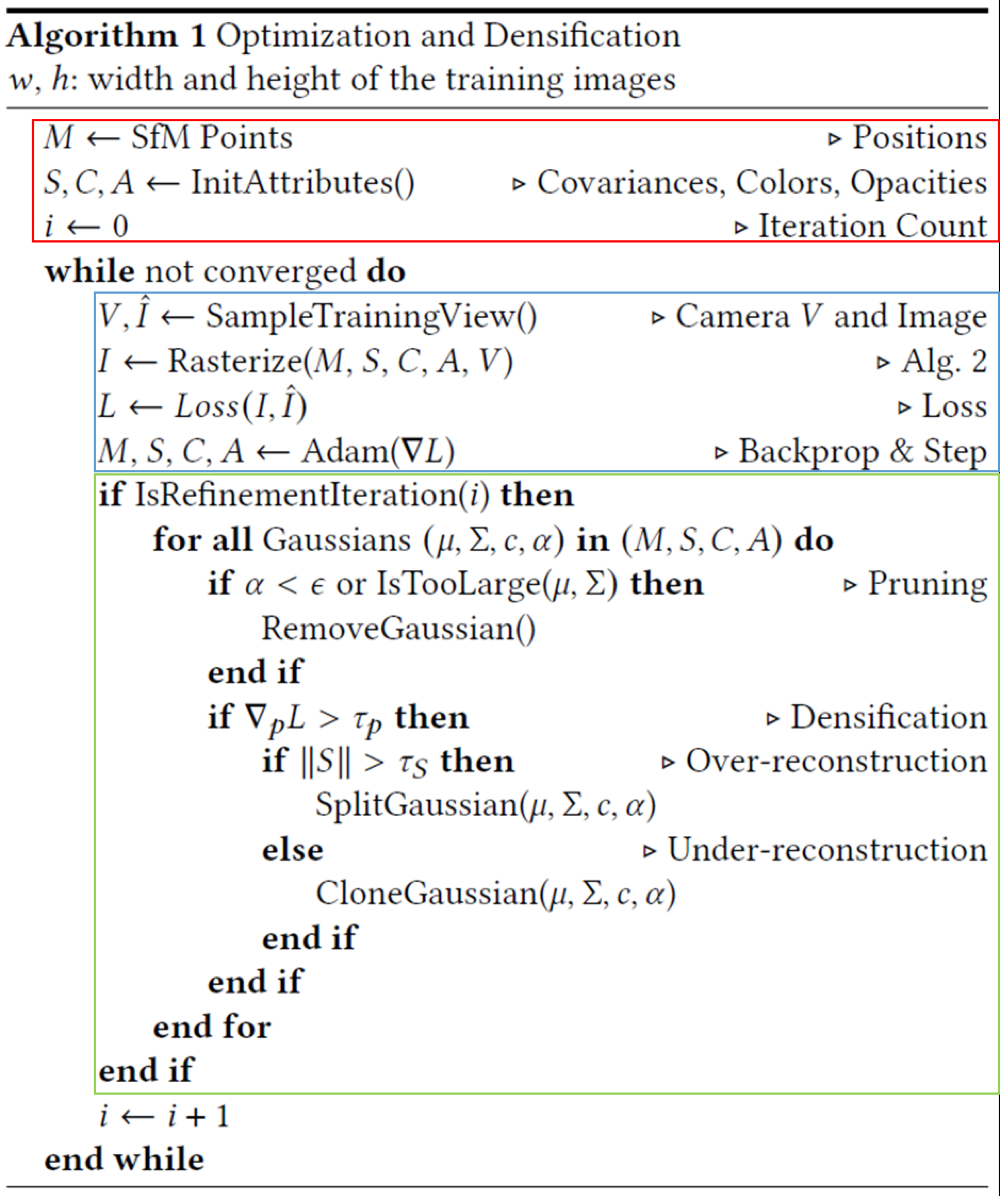 Algorithm 1 Optimization and Densification
w, h: width and height of the training images
M ← SfM Points ▹ Positions
S, C, A ← InitAttributes() ▹ Covariances, Colors, Opacities
i ← 0 ▹ Iteration Count
while not converged do
V, Î ← SampleTrainingView() ▹ Camera V and Image
I ← Rasterize(M, S, C, A, V) ▹ Alg. 2
L ← Loss(I, Î) ▹ Loss
M, S, C, A ← Adam(∇L) ▹ Backprop & Step
if IsRefinementIteration(i) then
for all Gaussians (μ, Σ, c, α) in (M, S, C, A) do
if α < ϵ or IsTooLarge(μ, Σ) then ▹ Pruning
RemoveGaussian()
end if
if ∇ₚL > τₚ then ▹ Densification
if ‖S‖ > τ_S then ▹ Over-reconstruction
SplitGaussian(μ, Σ, c, α)
else ▹ Under-reconstruction
CloneGaussian(μ, Σ, c, α)
end if
end if
end for
end if
i ← i + 1
end while